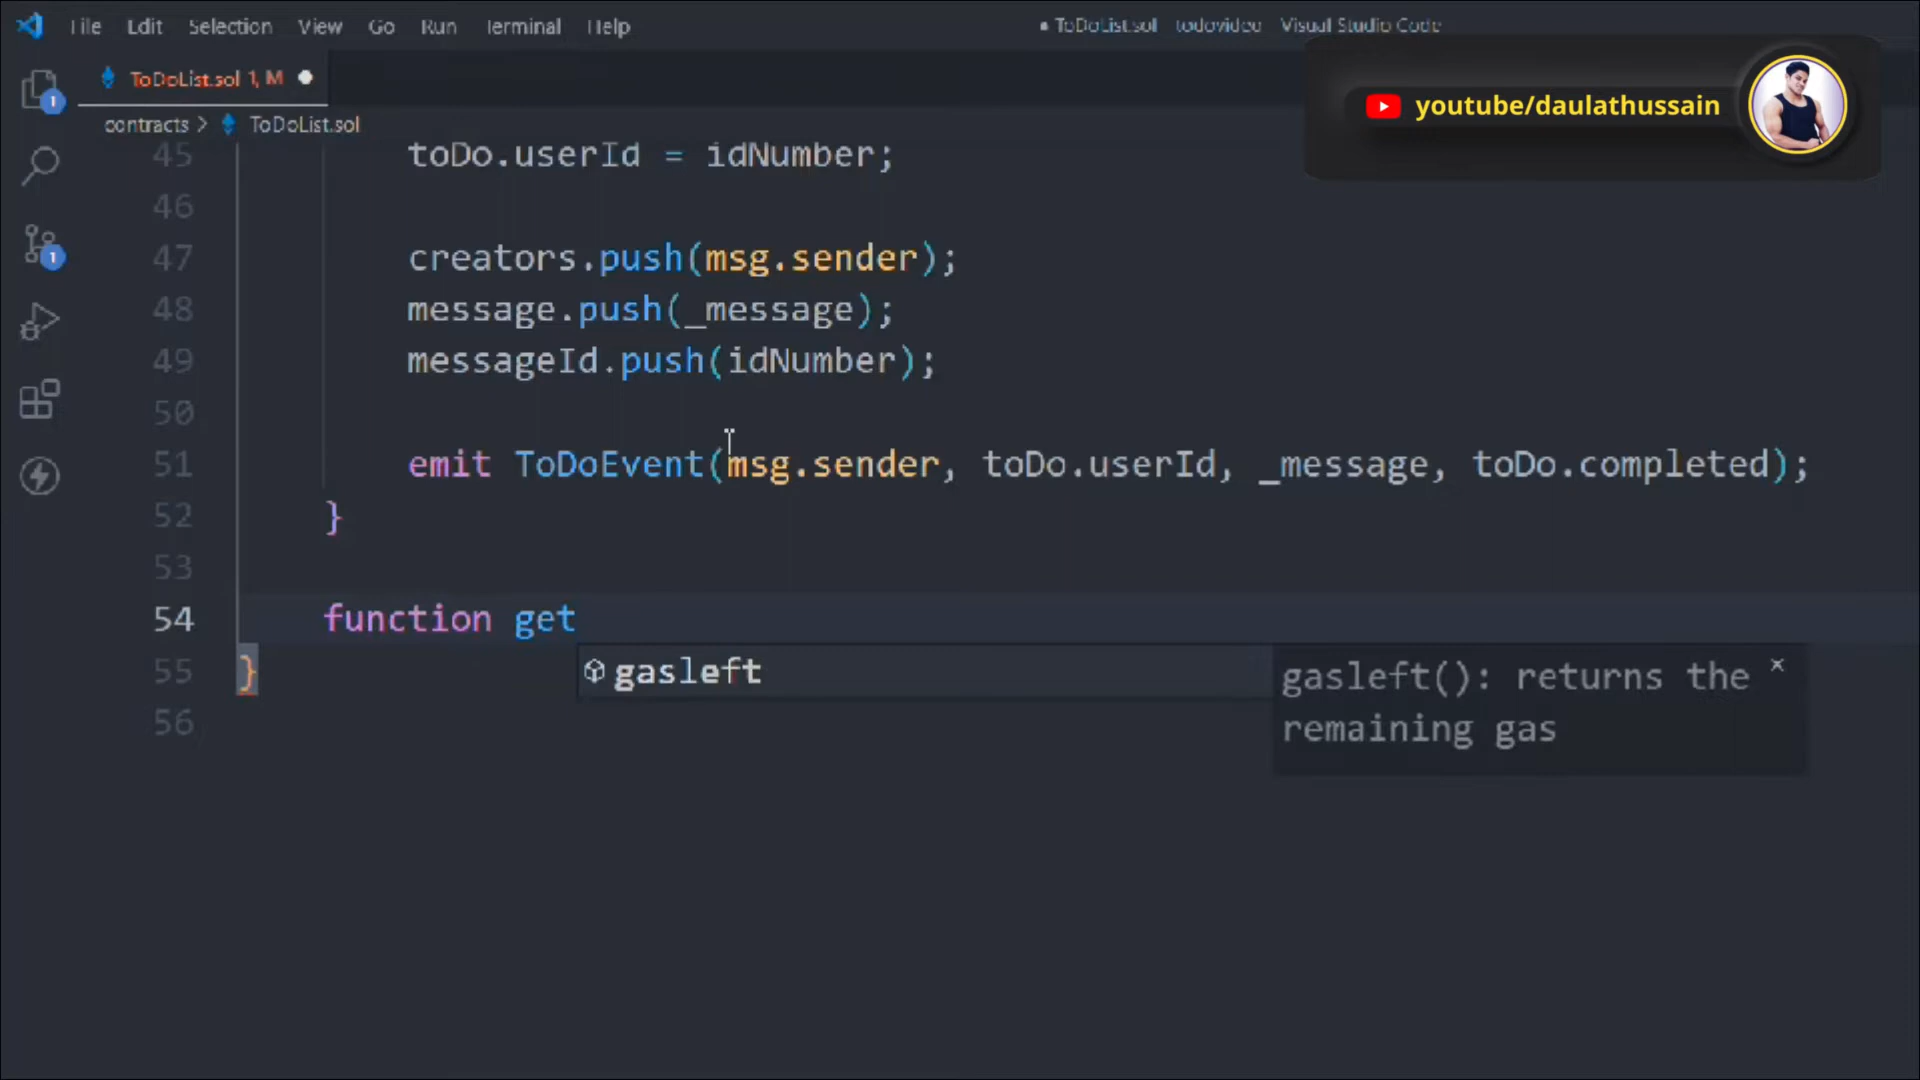 File Edit Selection View Go Run Terminal Help
ToDoList.sol todovideo Visual Studio Code
ToDoList.sol 1, M
youtube/daulathussain
contracts > ToDoList.sol
45 toDo.userId = idNumber;
46
47 creators.push(msg.sender);
48 message.push(_message);
49 messageId.push(idNumber);
50
51 emit ToDoEvent(msg.sender, toDo.userId, _message, toDo.completed);
52 }
53
54 function get
55 }
gasleft
gasleft(): returns the
remaining gas
56
1
1